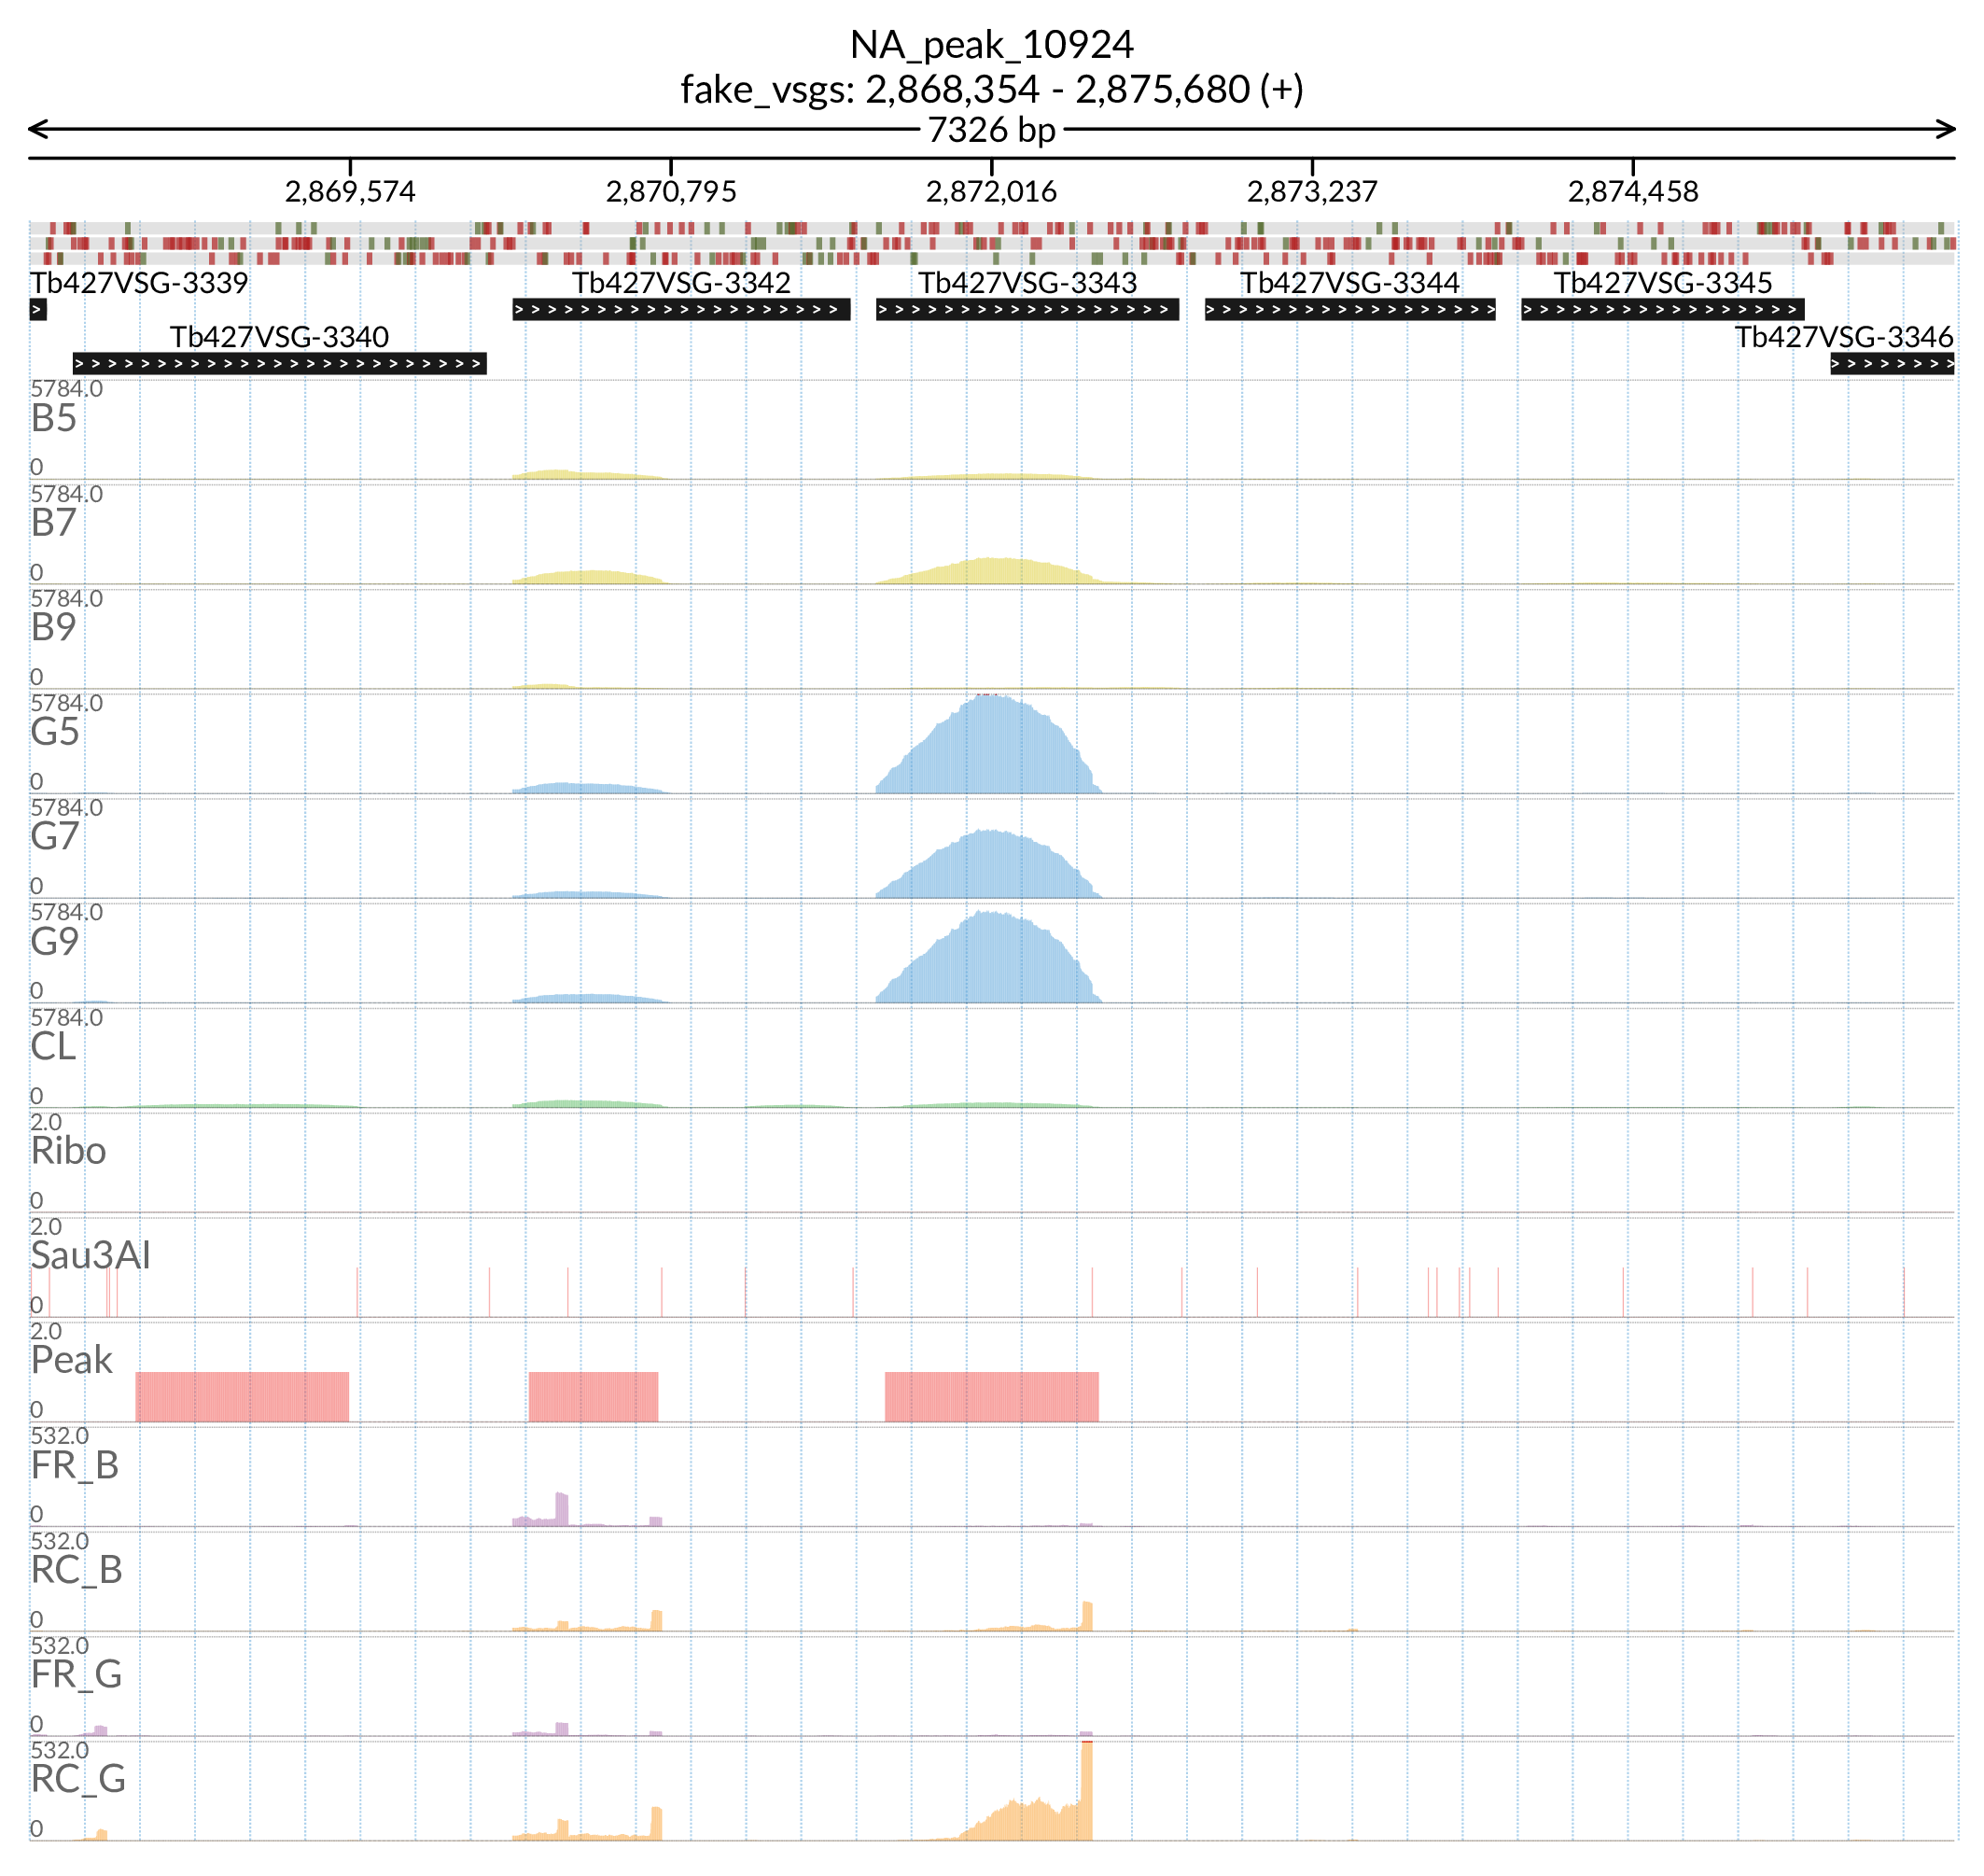 NA_peak_10924
fake_vsgs: 2,868,354 - 2,875,680 (+)
7326 bp
2,869,574 2,870,795 2,872,016 2,873,237 2,874,458
Tb427VSG-3339 Tb427VSG-3342 Tb427VSG-3343 Tb427VSG-3344 Tb427VSG-3345
Tb427VSG-3340 Tb427VSG-3346
5784.0
B5
0
5784.0
B7
0
5784.0
B9
0
5784.0
G5
0
5784.0
G7
0
5784.0
G9
0
5784.0
CL
0
2.0
Ribo
0
2.0
Sau3AI
0
2.0
Peak
0
532.0
FR_B
0
532.0
RC_B
0
532.0
FR_G
0
532.0
RC_G
0